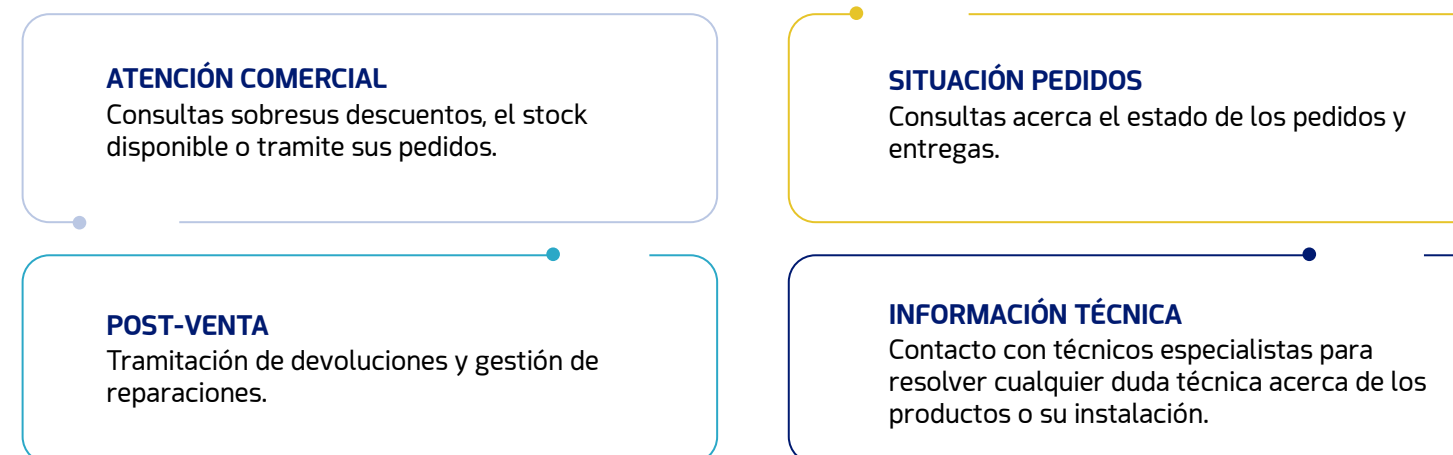 ATENCIÓN COMERCIAL
Consultas sobresus descuentos, el stock
disponible o tramite sus pedidos.
SITUACIÓN PEDIDOS
Consultas acerca el estado de los pedidos y
entregas.
POST-VENTA
Tramitación de devoluciones y gestión de
reparaciones.
INFORMACIÓN TÉCNICA
Contacto con técnicos especialistas para
resolver cualquier duda técnica acerca de los
productos o su instalación.